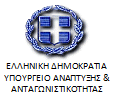 ΕΛΛΗΝΙΚΗ ΔΗΜΟΚΡΑΤΙΑ
ΥΠΟΥΡΓΕΙΟ ΑΝΑΠΤΥΞΗΣ &
ΑΝΤΑΓΩΝΙΣΤΙΚΟΤΗΤΑΣ